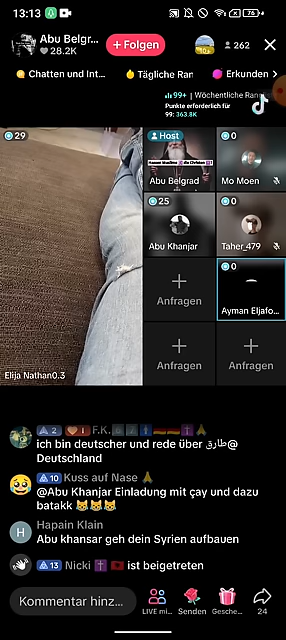 13:13
76
Abu Belgr...
28.2K
+ Folgen
262
Chatten und Int...
Tägliche Ran
Erkunden
99+ | Wöchentliche Ran
Punkte erforderlich für
99: 363.8K
29
Host
Abu Belgrad
0
Mo Moen
25
Abu Khanjar
0
Taher_479
Anfragen
0
Ayman Eljafo...
Anfragen
Anfragen
Elija Nathan0.3
2
F.K.
ich bin deutscher und rede über طارق@
Deutschland
10 Kuss auf Nase
@Abu Khanjar Einladung mit çay und dazu
batakk
H
Hapain Klain
Abu khansar geh dein Syrien aufbauen
13 Nicki
ist beigetreten
Kommentar hinz...
LIVE mi...
Senden
Gesche...
24